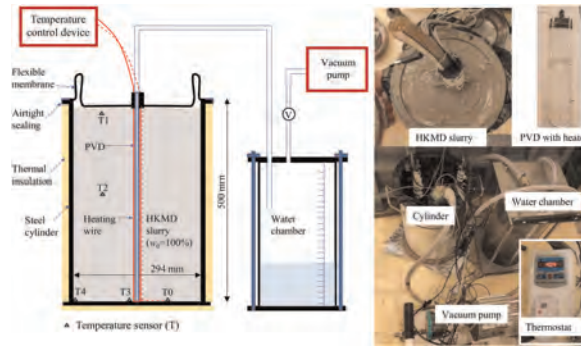 Temperature
control device
Flexible
membrane
Airtight
sealing
Thermal
insulation
Steel
cylinder
T1
PVD
T2
Heating
wire
HKMD
slurry
(w0=100%)
294 mm
T4
T3
T0
500 mm
Temperature sensor (T)
Vacuum
pump
V
Water
chamber
HKMD slurry
PVD with heate
Cylinder
Water chamber
Vacuum pump
Thermostat